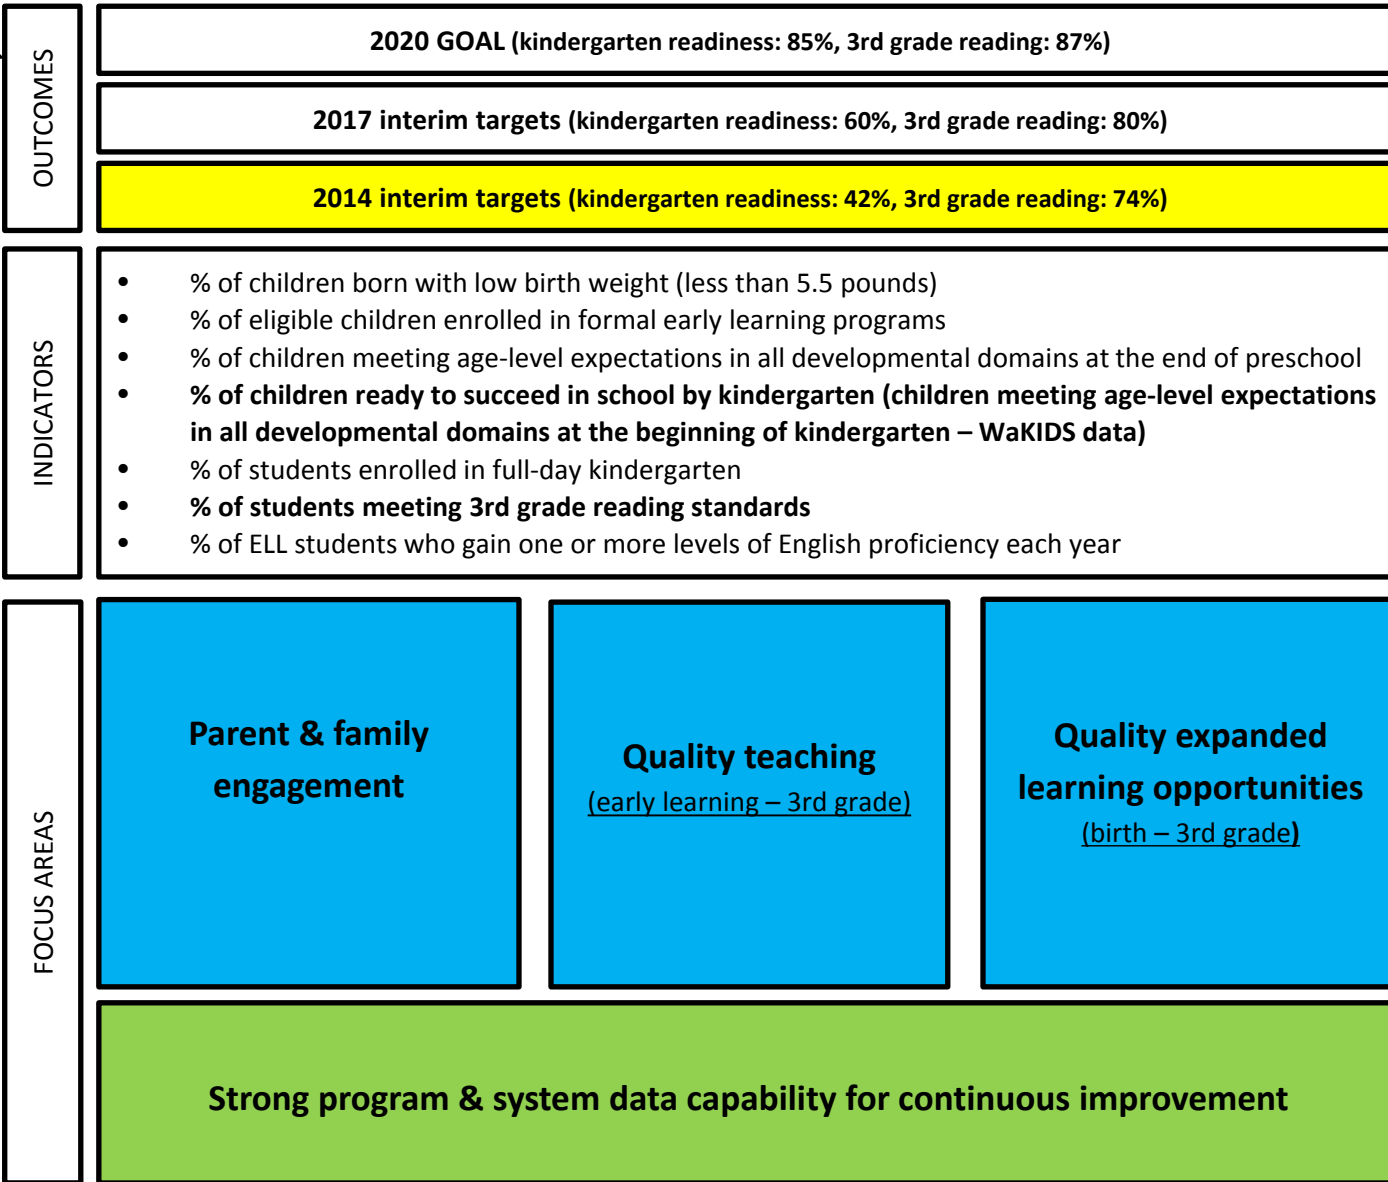 OUTCOMES
2020 GOAL (kindergarten readiness: 85%, 3rd grade reading: 87%)
2017 interim targets (kindergarten readiness: 60%, 3rd grade reading: 80%)
2014 interim targets (kindergarten readiness: 42%, 3rd grade reading: 74%)
INDICATORS
• % of children born with low birth weight (less than 5.5 pounds)
• % of eligible children enrolled in formal early learning programs
• % of children meeting age-level expectations in all developmental domains at the end of preschool
• % of children ready to succeed in school by kindergarten (children meeting age-level expectations
in all developmental domains at the beginning of kindergarten – WaKIDS data)
• % of students enrolled in full-day kindergarten
• % of students meeting 3rd grade reading standards
• % of ELL students who gain one or more levels of English proficiency each year
FOCUS AREAS
Parent & family
engagement
Quality teaching
(early learning – 3rd grade)
Quality expanded
learning opportunities
(birth – 3rd grade)
Strong program & system data capability for continuous improvement